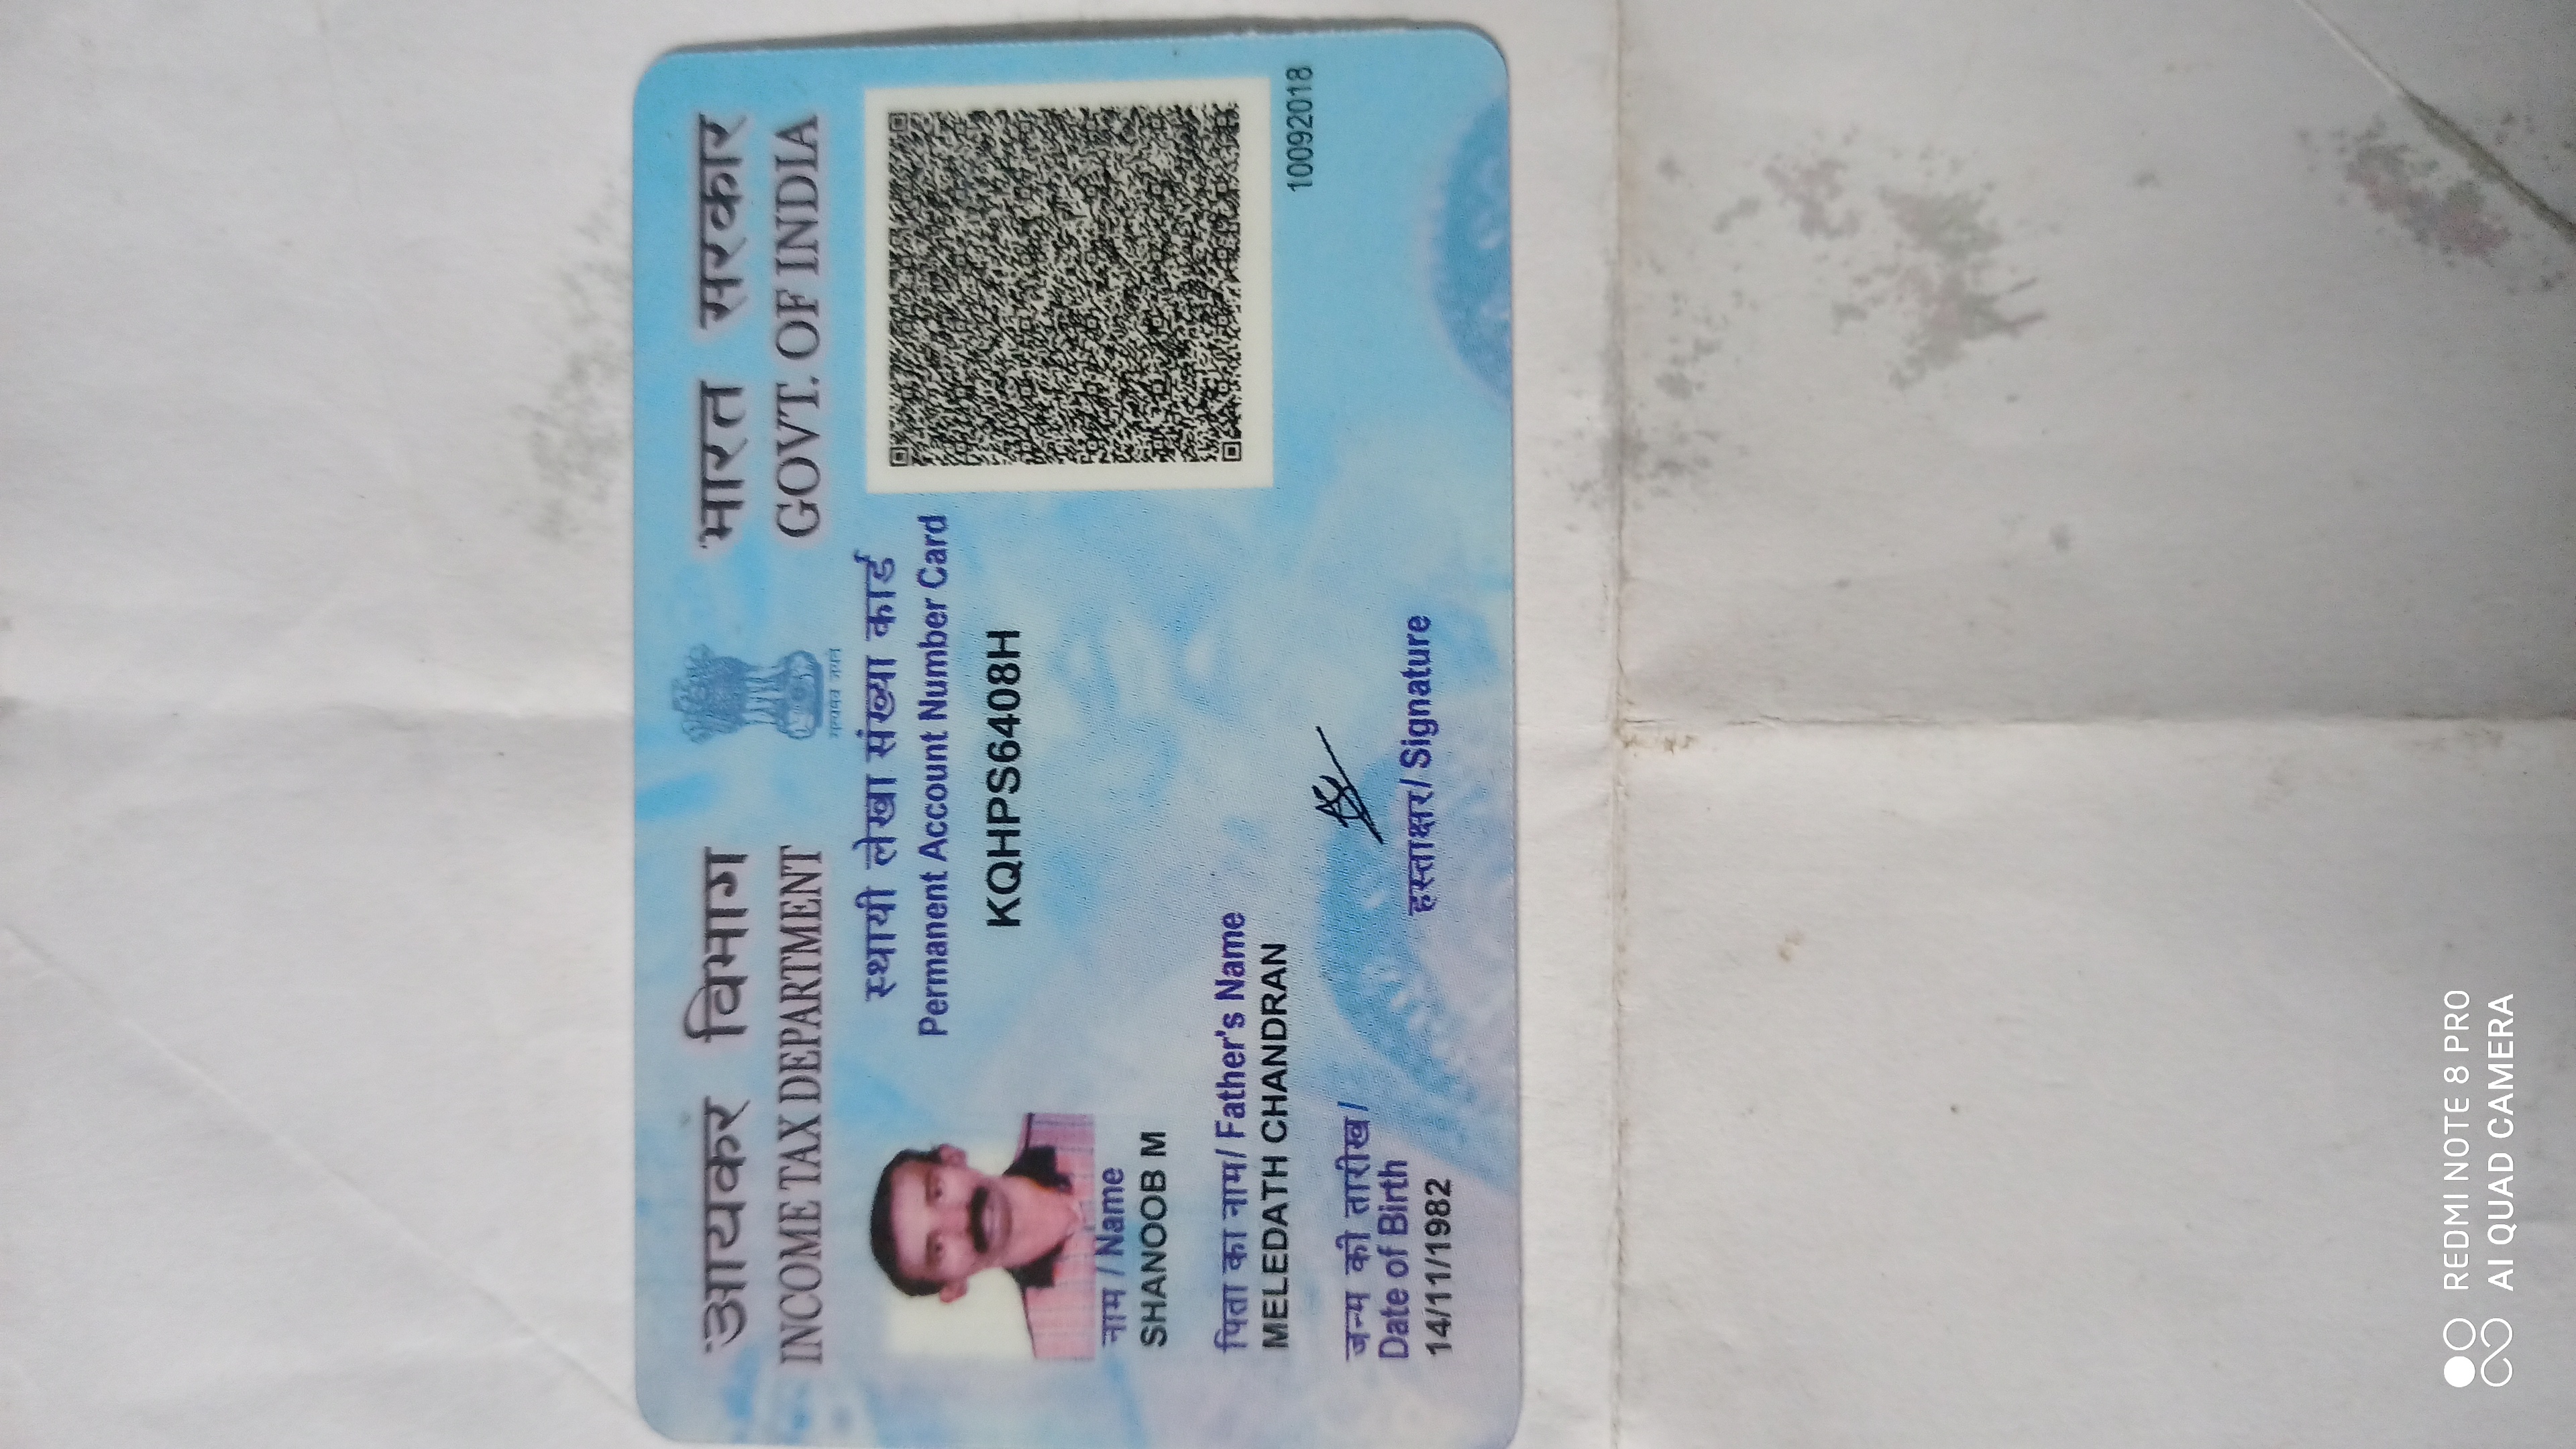 आयकर विभाग
INCOME TAX DEPARTMENT
सत्यमेव जयते
भारत सरकार
GOVT. OF INDIA
स्थायी लेखा संख्या कार्ड
Permanent Account Number Card
KQHPS6408H
नाम / Name
SHANOOB M
पिता का नाम/ Father's Name
MELEDATH CHANDRAN
10092018
जन्म की तारीख/
Date of Birth
14/11/1982
हस्ताक्षर/ Signature
REDMI NOTE 8 PRO
AI QUAD CAMERA